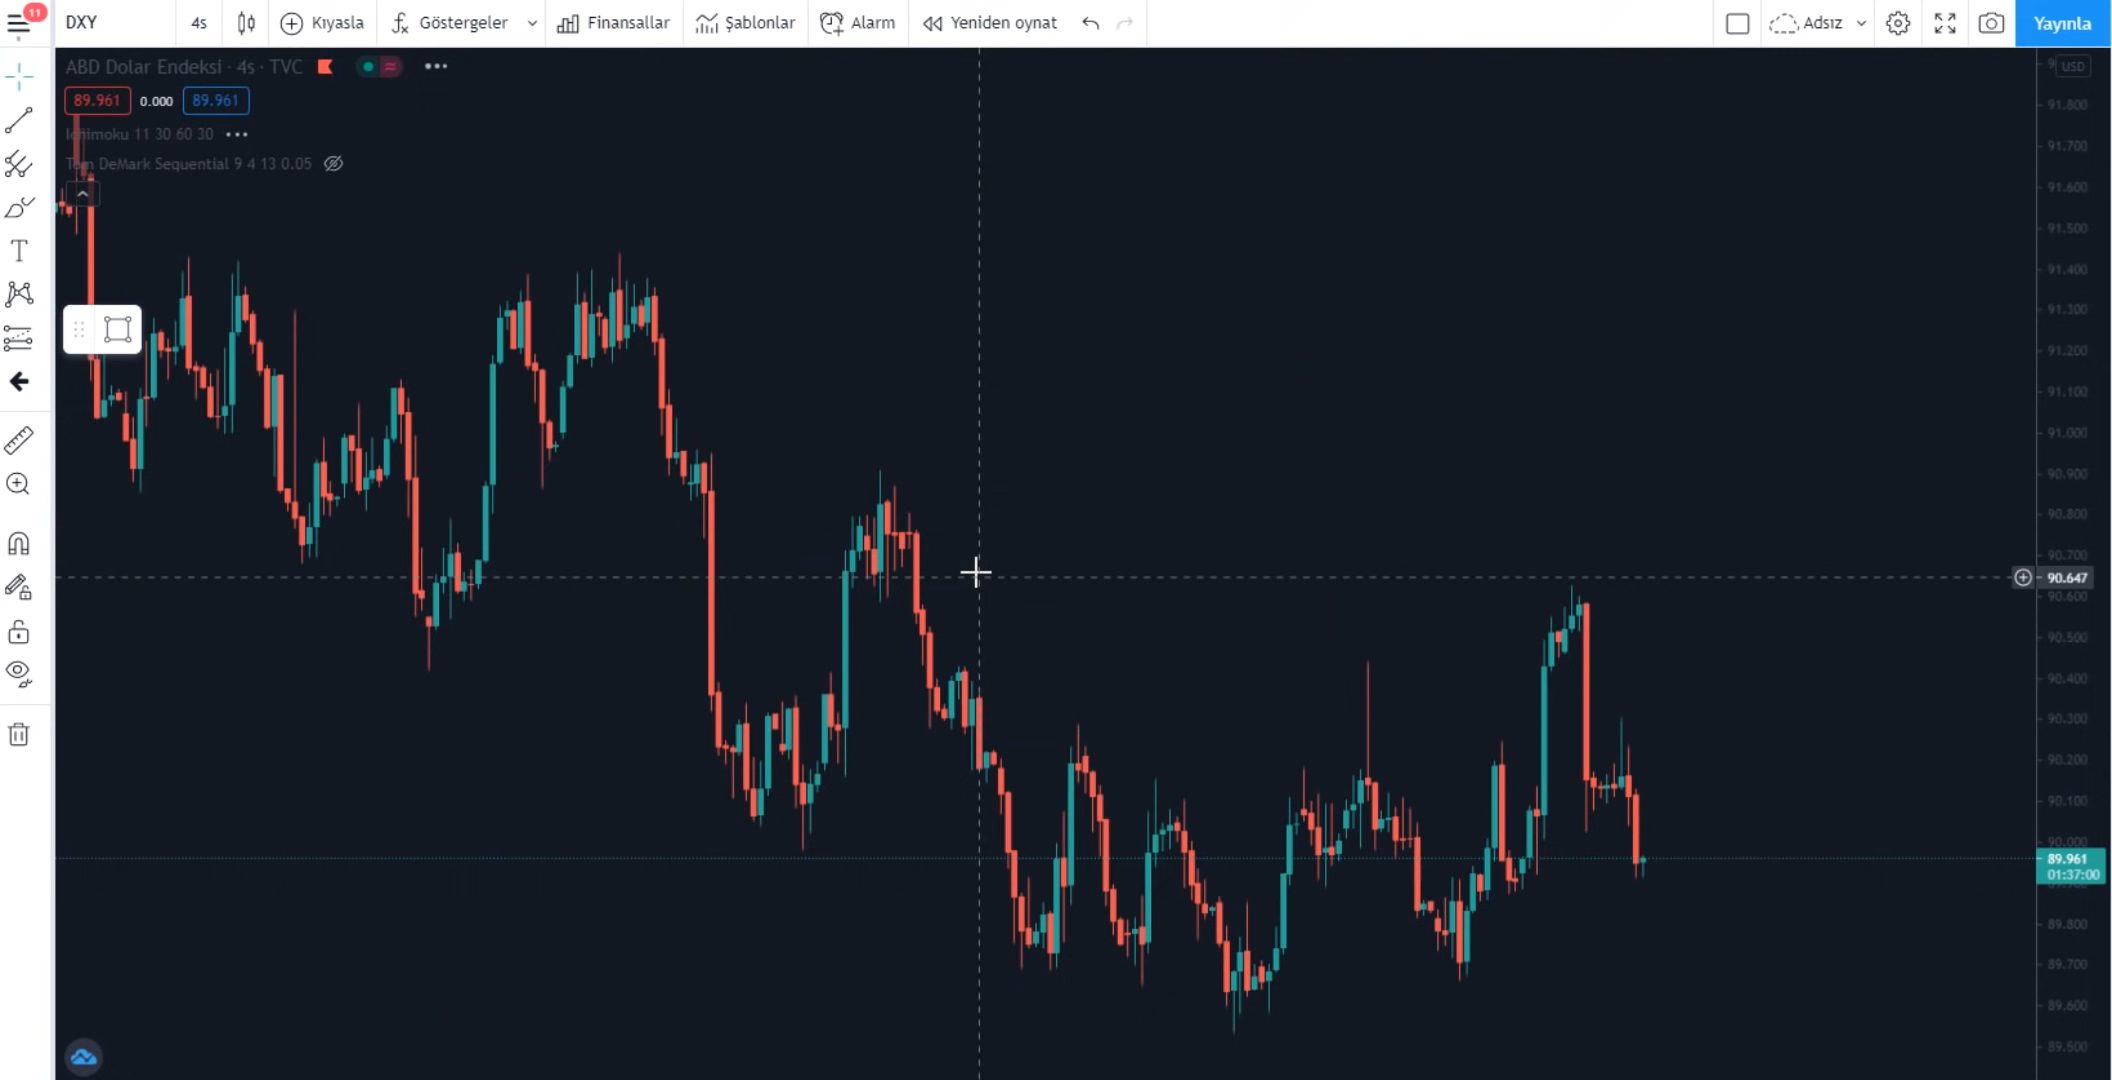 11
DXY
4s
Kıyasla
Göstergeler
Finansallar
Şablonlar
Alarm
Yeniden oynat
Adsız
Yayınla
ABD Dolar Endeksi · 4s · TVC
89.961 0.000 89.961
Ichimoku 11 30 60 30
Tom DeMark Sequential 9 4 13 0.05
USD
91.800
91.700
91.600
91.500
91.400
91.300
91.200
91.100
91.000
90.900
90.800
90.700
90.647
90.600
90.500
90.400
90.300
90.200
90.100
90.000
89.961
01:37:00
89.800
89.700
89.600
89.500